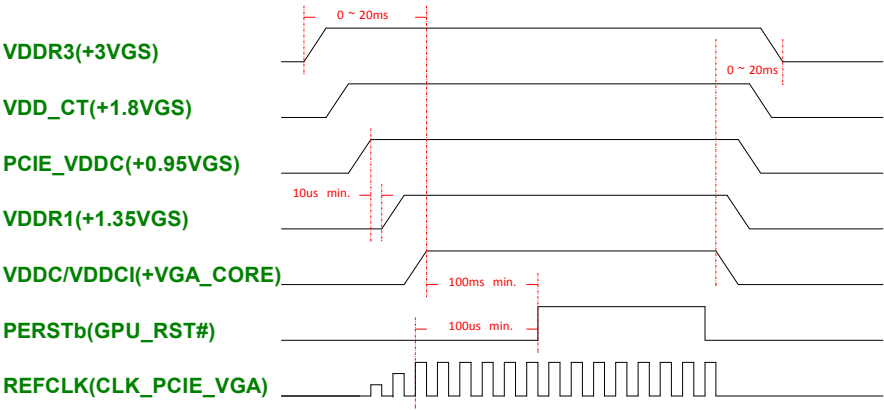 0 ~ 20ms
VDDR3(+3VGS)
0 ~ 20ms
VDD_CT(+1.8VGS)
PCIE_VDDC(+0.95VGS)
10us min.
VDDR1(+1.35VGS)
VDDC/VDDCI(+VGA_CORE)
100ms min.
PERSTb(GPU_RST#)
100us min.
REFCLK(CLK_PCIE_VGA)